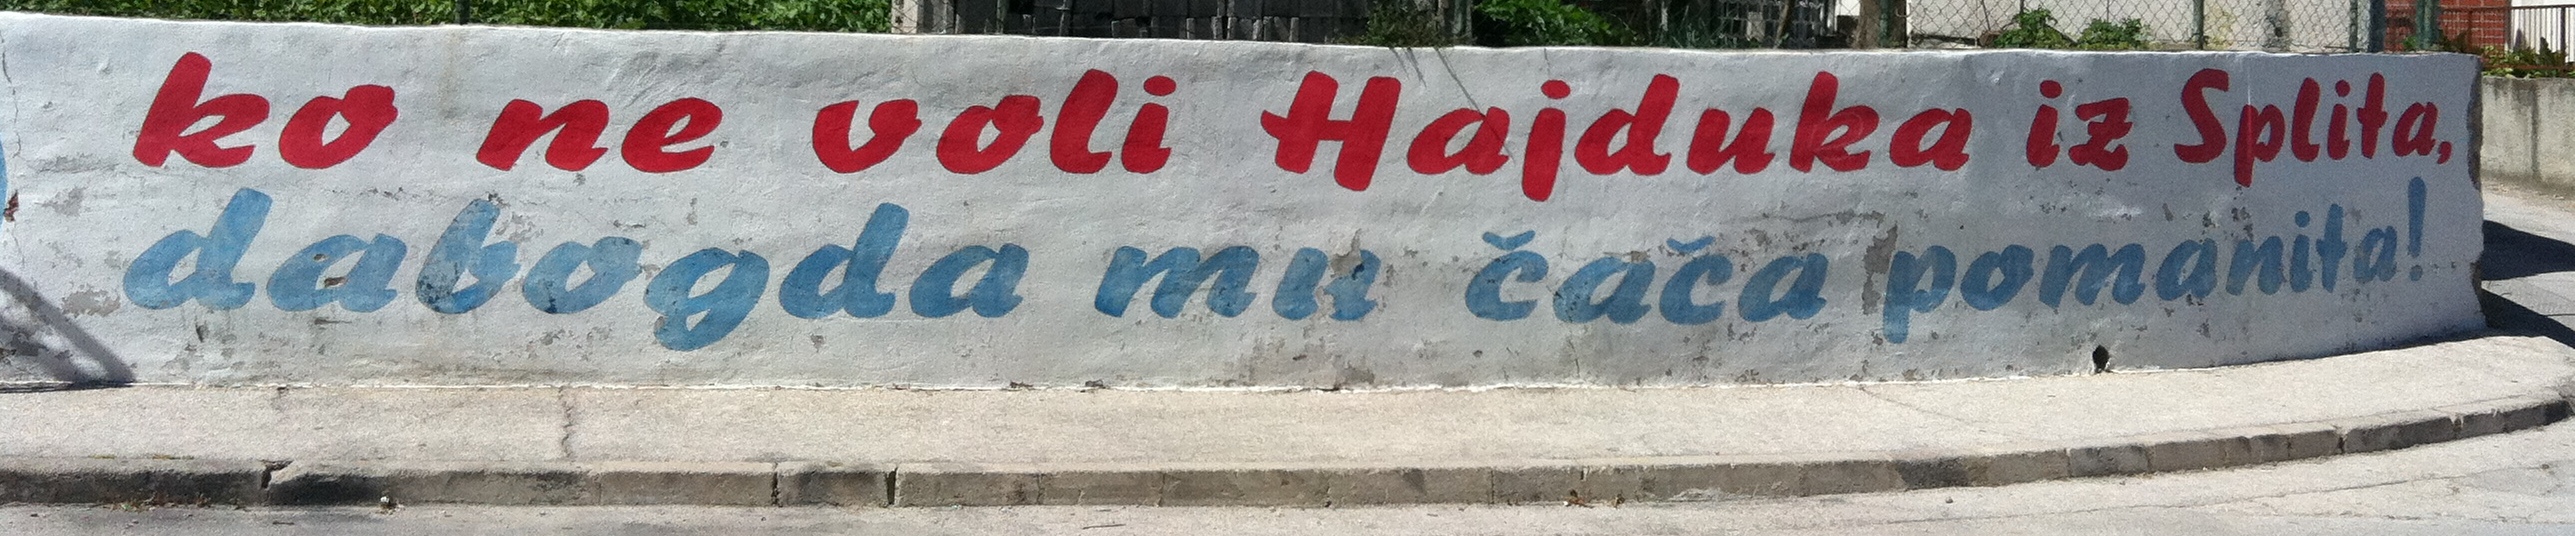 ko ne voli Hajduka iz Splita,
dabogda mu čača pomanita!